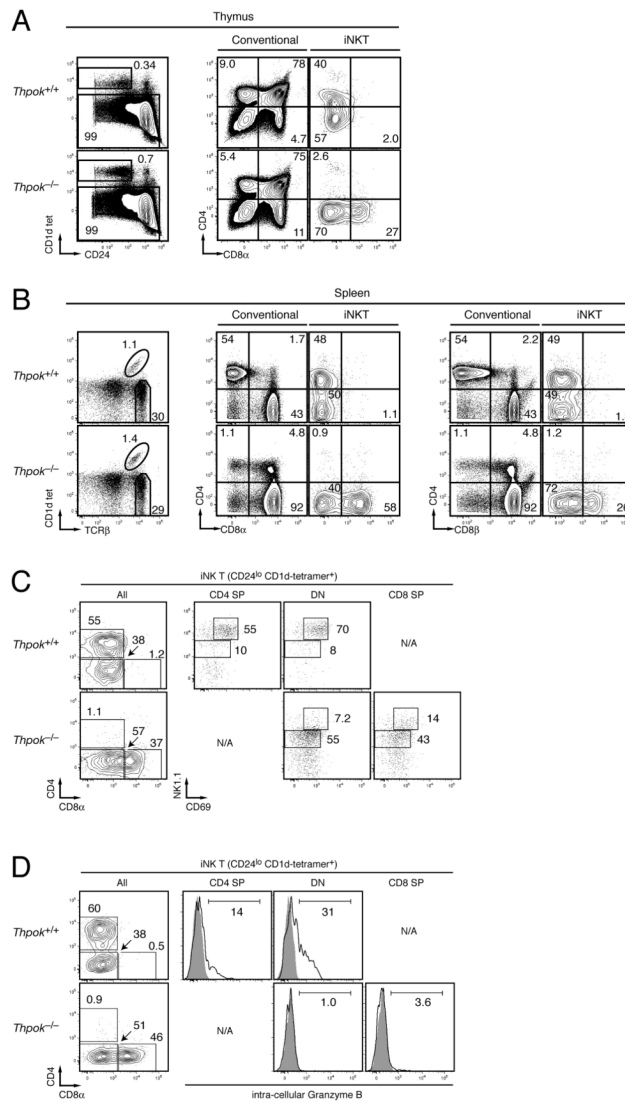 A
Thymus
Conventional
iNKT
Thpok+/+
0.34
99
9.0
78
4.7
40
57
2.0
Thpok–/–
0.7
99
5.4
75
11
2.6
70
27
CD1d tet
CD24
CD4
CD8α
B
Spleen
Conventional
iNKT
Conventional
iNKT
Thpok+/+
1.1
30
54
1.7
43
48
50
1.1
54
2.2
43
49
49
Thpok–/–
1.4
29
1.1
4.8
92
0.9
40
58
1.1
4.8
92
1.2
72
CD1d tet
TCRβ
CD4
CD8α
CD4
CD8β
C
iNK T (CD24lo CD1d-tetramer+)
All
CD4 SP
DN
CD8 SP
Thpok+/+
55
38
1.2
55
10
70
8
N/A
Thpok–/–
1.1
57
37
N/A
7.2
55
14
43
CD4
CD8α
NK1.1
CD69
D
iNK T (CD24lo CD1d-tetramer+)
All
CD4 SP
DN
CD8 SP
Thpok+/+
60
38
0.5
14
31
N/A
Thpok–/–
0.9
51
46
N/A
1.0
3.6
CD4
CD8α
intra-cellular Granzyme B